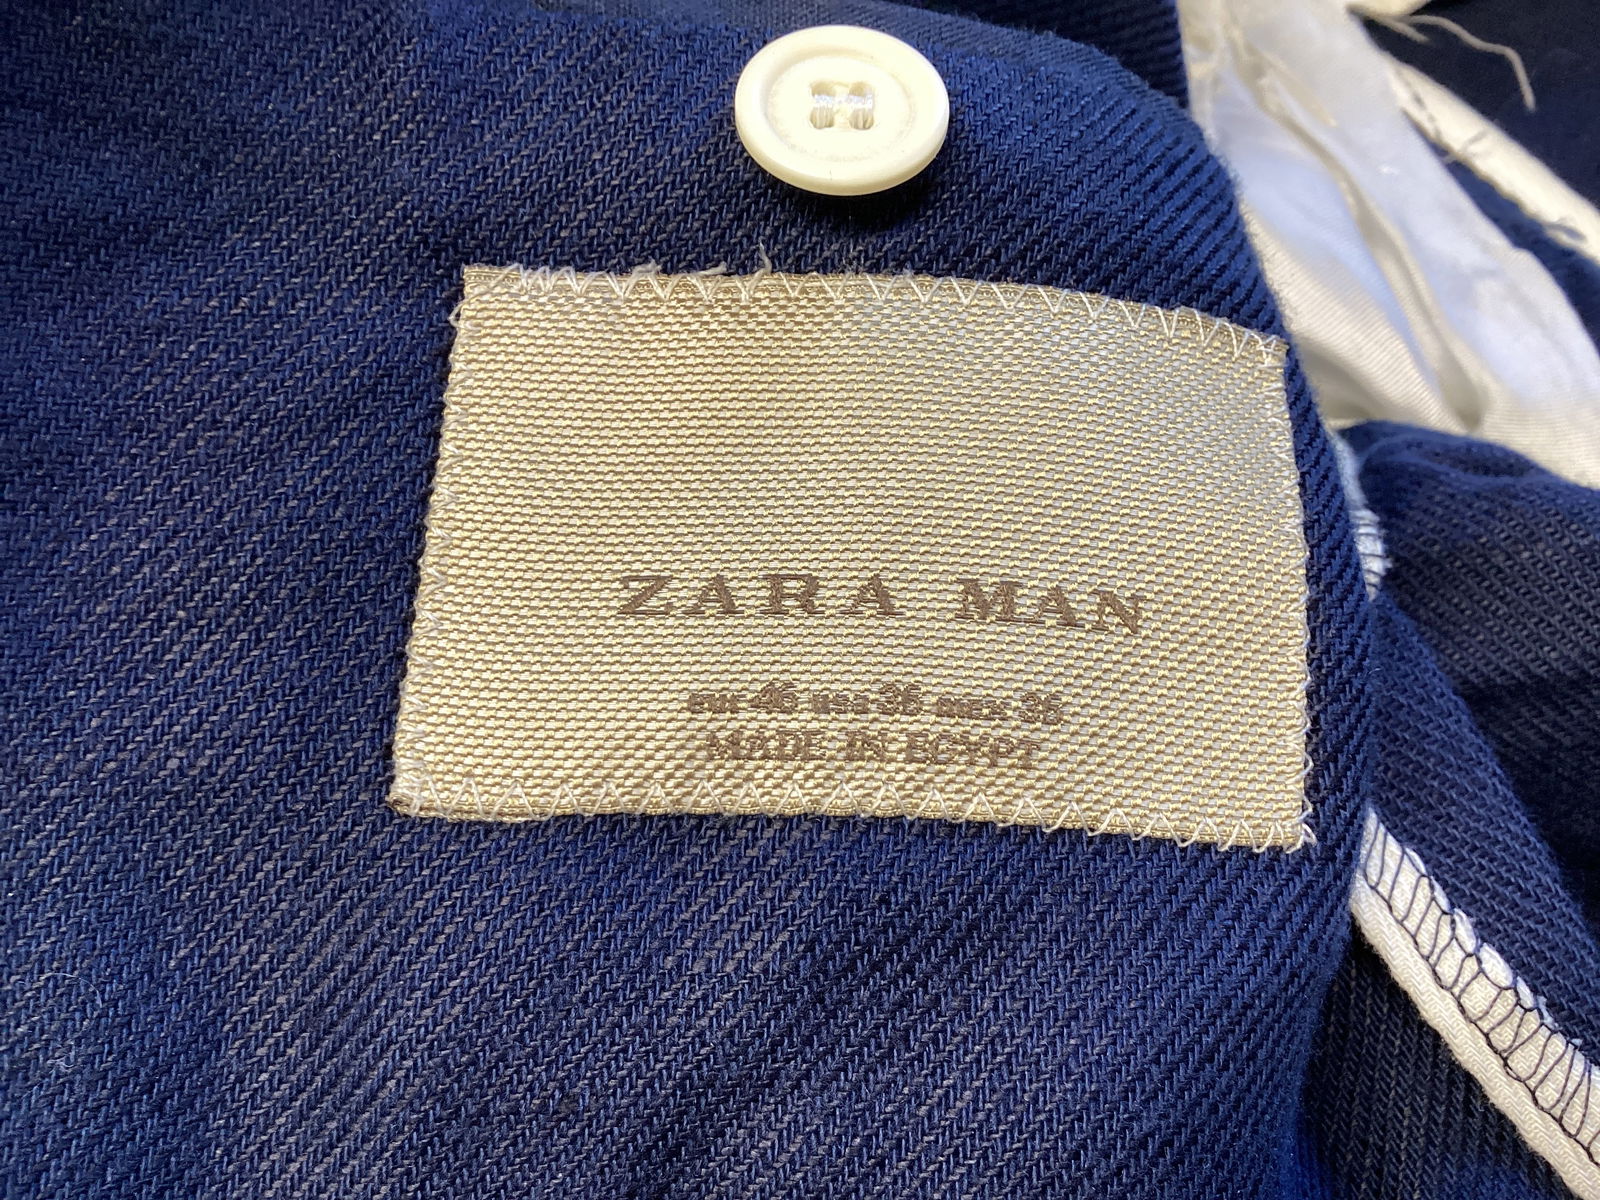 ZARA MAN
EUR 46 USA 36 MEX 36
MADE IN EGYPT